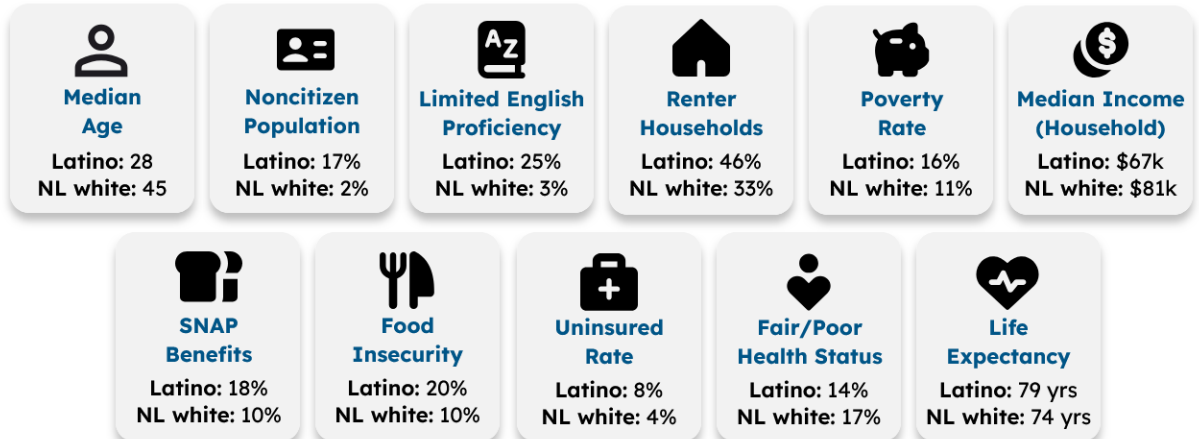 AZ
Median
Age
Latino: 28
NL white: 45
Noncitizen
Population
Latino: 17%
NL white: 2%
Limited English
Proficiency
Latino: 25%
NL white: 3%
Renter
Households
Latino: 46%
NL white: 33%
Poverty
Rate
Latino: 16%
NL white: 11%
$
Median Income
(Household)
Latino: $67k
NL white: $81k
SNAP
Benefits
Latino: 18%
NL white: 10%
Food
Insecurity
Latino: 20%
NL white: 10%
Uninsured
Rate
Latino: 8%
NL white: 4%
Fair/Poor
Health Status
Latino: 14%
NL white: 17%
Life
Expectancy
Latino: 79 yrs
NL white: 74 yrs